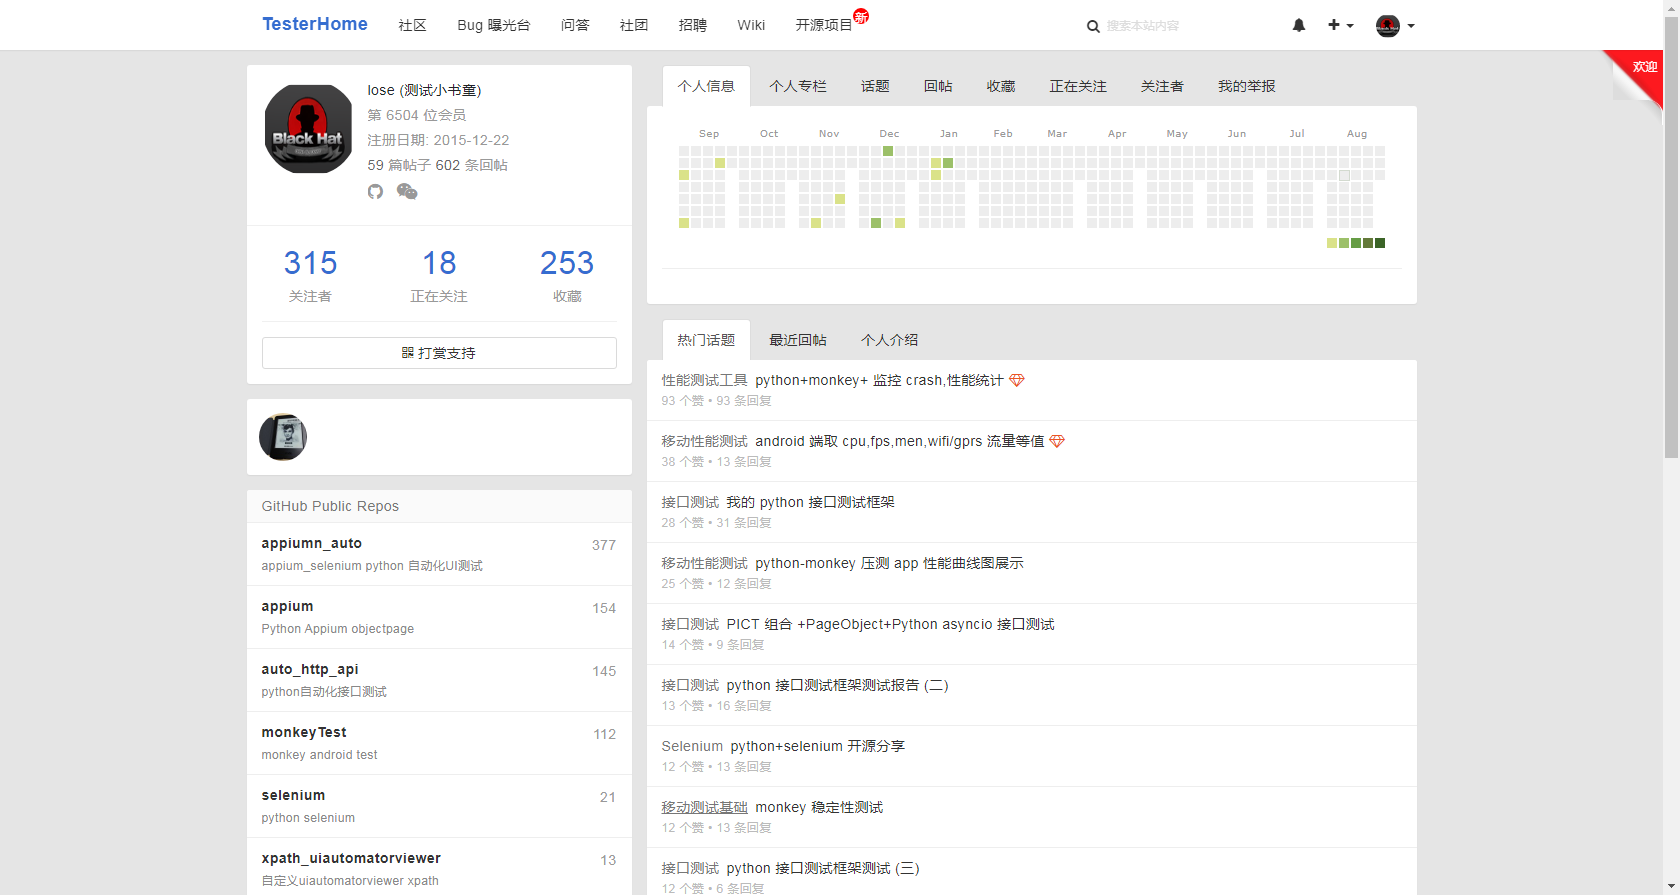 TesterHome 社区 Bug 曝光台 问答 社团 招聘 Wiki 开源项目 新 搜索本站内容
欢迎
Black Hat
lose (测试小书童)
第 6504 位会员
注册日期: 2015-12-22
59 篇帖子 602 条回帖
315 18 253
关注者 正在关注 收藏
打赏支持
GitHub Public Repos
appiumn_auto 377
appium_selenium python 自动化UI测试
appium 154
Python Appium objectpage
auto_http_api 145
python自动化接口测试
monkeyTest 112
monkey android test
selenium 21
python selenium
xpath_uiautomatorviewer 13
自定义uiautomatorviewer xpath
个人信息 个人专栏 话题 回帖 收藏 正在关注 关注者 我的举报
Sep Oct Nov Dec Jan Feb Mar Apr May Jun Jul Aug
热门话题 最近回帖 个人介绍
性能测试工具 python+monkey+ 监控 crash,性能统计
93 个赞 • 93 条回复
移动性能测试 android 端取 cpu,fps,men,wifi/gprs 流量等值
38 个赞 • 13 条回复
接口测试 我的 python 接口测试框架
28 个赞 • 31 条回复
移动性能测试 python-monkey 压测 app 性能曲线图展示
25 个赞 • 12 条回复
接口测试 PICT 组合 +PageObject+Python asyncio 接口测试
14 个赞 • 9 条回复
接口测试 python 接口测试框架测试报告 (二)
13 个赞 • 16 条回复
Selenium python+selenium 开源分享
12 个赞 • 13 条回复
移动测试基础 monkey 稳定性测试
12 个赞 • 13 条回复
接口测试 python 接口测试框架测试 (三)
12 个赞 • 6 条回复